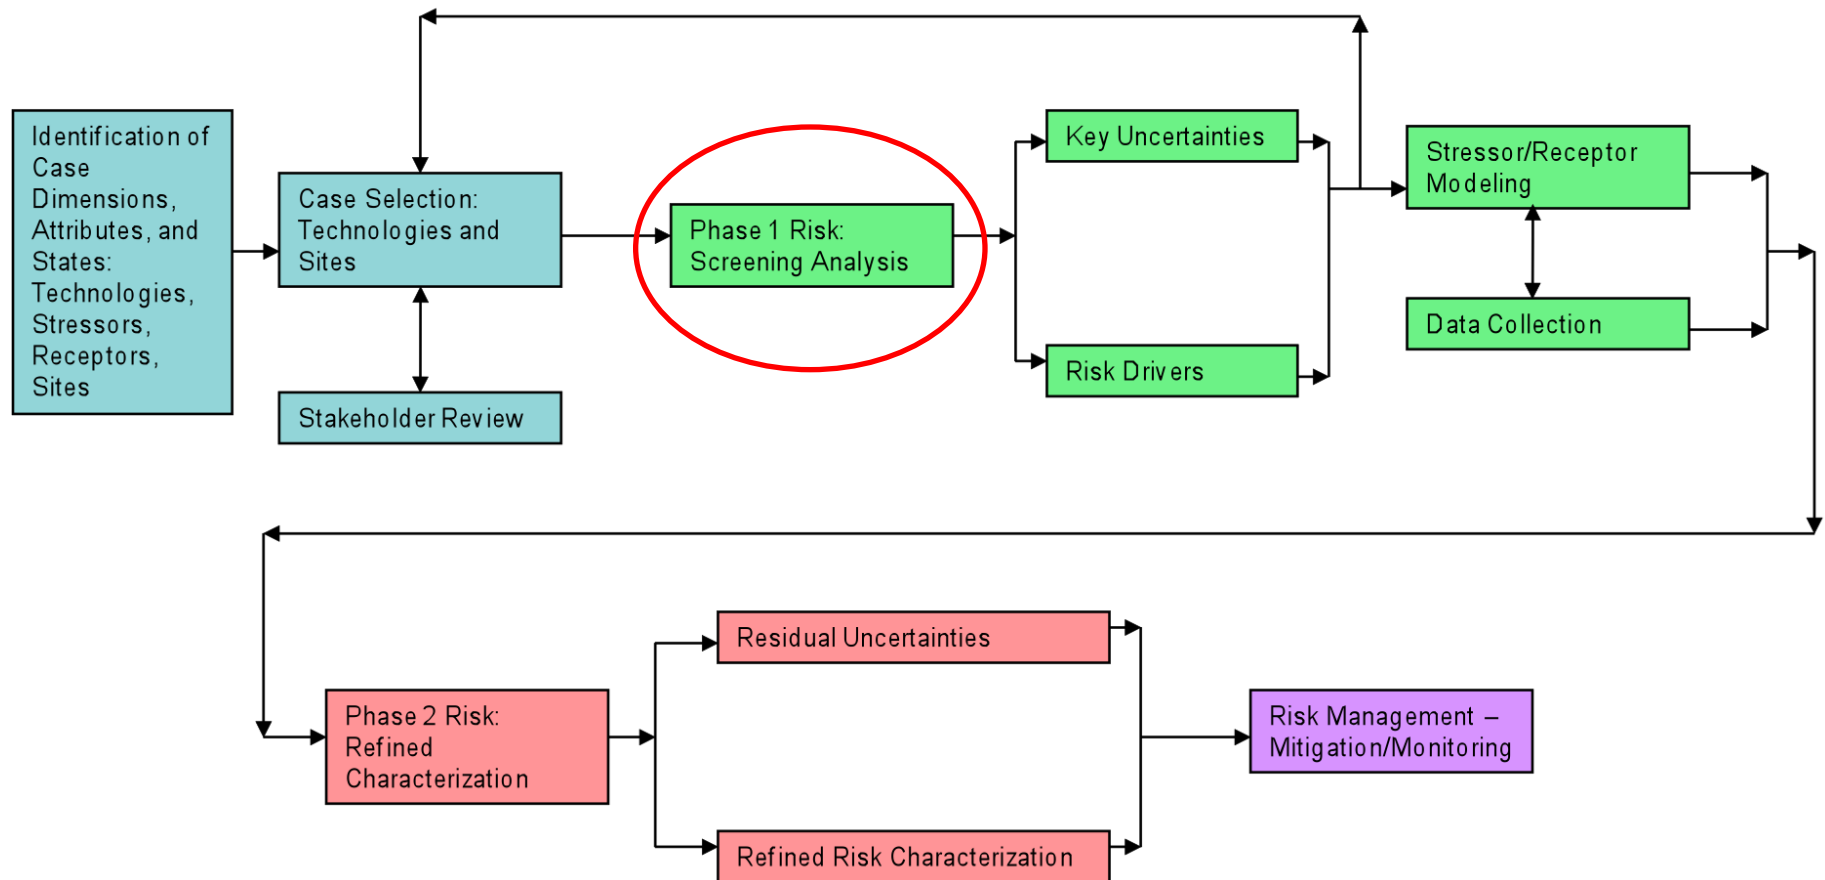 Identification of
Case
Dimensions,
Attributes, and
States:
Technologies,
Stressors,
Receptors,
Sites
Case Selection:
Technologies and
Sites
Stakeholder Review
Phase 1 Risk:
Screening Analysis
Key Uncertainties
Risk Drivers
Stressor/Receptor
Modeling
Data Collection
Phase 2 Risk:
Refined
Characterization
Residual Uncertainties
Refined Risk Characterization
Risk Management –
Mitigation/Monitoring